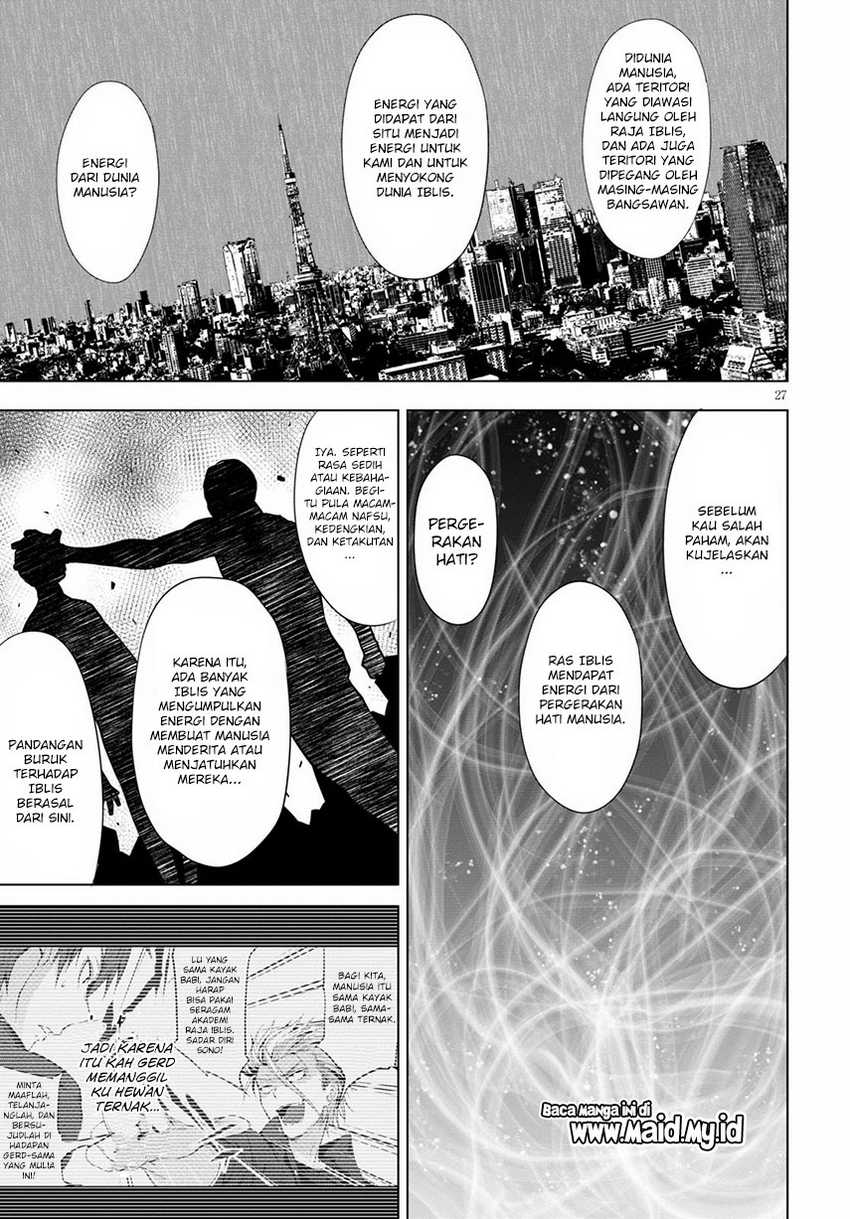 DIDUNIA
MANUSIA,
ADA TERITORI
YANG DIAWASI
LANGUNG OLEH
RAJA IBLIS,
DAN ADA JUGA
TERITORI YANG
DIPEGANG OLEH
MASING-MASING
BANGSAWAN.
ENERGI YANG
DIDAPAT DARI
SITU MENJADI
ENERGI UNTUK
KAMI DAN UNTUK
MENYOKONG
DUNIA IBLIS.
ENERGI
DARI DUNIA
MANUSIA?
27
SEBELUM
KAU SALAH
PAHAM, AKAN
KUJELASKAN
...
PERGE-
RAKAN
HATI?
RAS IBLIS
MENDAPAT
ENERGI DARI
PERGERAKAN
HATI MANUSIA.
IYA. SEPERTI
RASA SEDIH
ATAU KEBAHA-
GIAAN. BEGI-
TU PULA MACAM-
MACAM NAFSU,
KEDENGKIAN,
DAN KETAKUTAN
...
KARENA ITU,
ADA BANYAK
IBLIS YANG
MENGUMPULKAN
ENERGI DENGAN
MEMBUAT MANUSIA
MENDERITA ATAU
MENJATUHKAN
MEREKA...
PANDANGAN
BURUK
TERHADAP
IBLIS
BERASAL
DARI SINI.
BAGI KITA,
MANUSIA ITU
SAMA KAYAK
BABI, SAMA-
SAMA TERNAK.
LU YANG
SAMA KAYAK
BABI, JANGAN
HARAP
BISA PAKAI
SERAGAM
AKADEMI
RAJA IBLIS.
SADAR DIRI
SONO!
JADI KARENA
ITU KAH GERD
MEMANGGIL
KU HEWAN
TERNAK...
MINTA
MAAFLAH,
TELANJA-
NGLAH, DAN
BERSU-
JUDLAH DI
HADAPAN
GERD-SAMA
YANG MULIA
INI!
Baca Manga ini di
www.Maid.My.id